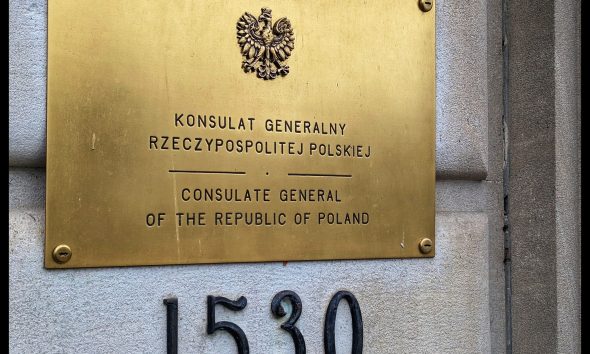 KONSULAT GENERALNY
RZECZYPOSPOLITEJ POLSKIEJ
CONSULATE GENERAL
OF THE REPUBLIC OF POLAND
1530